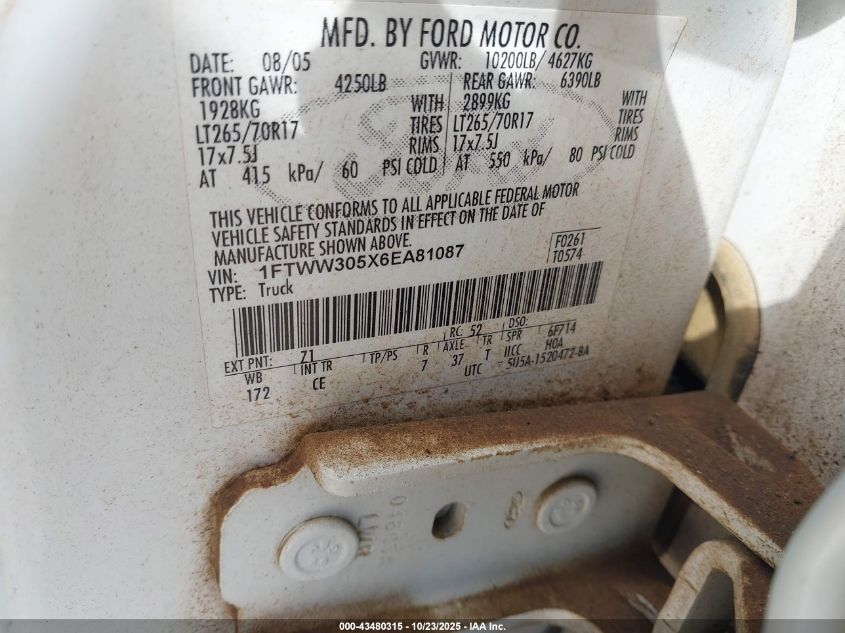 MFD. BY FORD MOTOR CO.
DATE: 08/05 GVWR: 10200LB/ 4627KG
FRONT GAWR: 4250LB REAR GAWR: 6390LB
1928KG WITH 2899KG WITH
LT265/70R17 TIRES LT265/70R17 TIRES
17x7.5J RIMS 17x7.5J RIMS
AT 415 kPa/ 60 PSI COLD AT 550 kPa/ 80 PSI COLD
THIS VEHICLE CONFORMS TO ALL APPLICABLE FEDERAL MOTOR
VEHICLE SAFETY STANDARDS IN EFFECT ON THE DATE OF
MANUFACTURE SHOWN ABOVE.
VIN: 1FTWW305X6EA81087 F0261
TYPE: Truck T0574
EXT PNT: 71 RC: 52 DSO:
WB INT TR TP/PS R AXLE TR SPR 6F714
172 CE 7 37 T IICC H0A
UTC 5U5A-1520472-BA
LWR
000-43480315 - 10/23/2025 - IAA Inc.